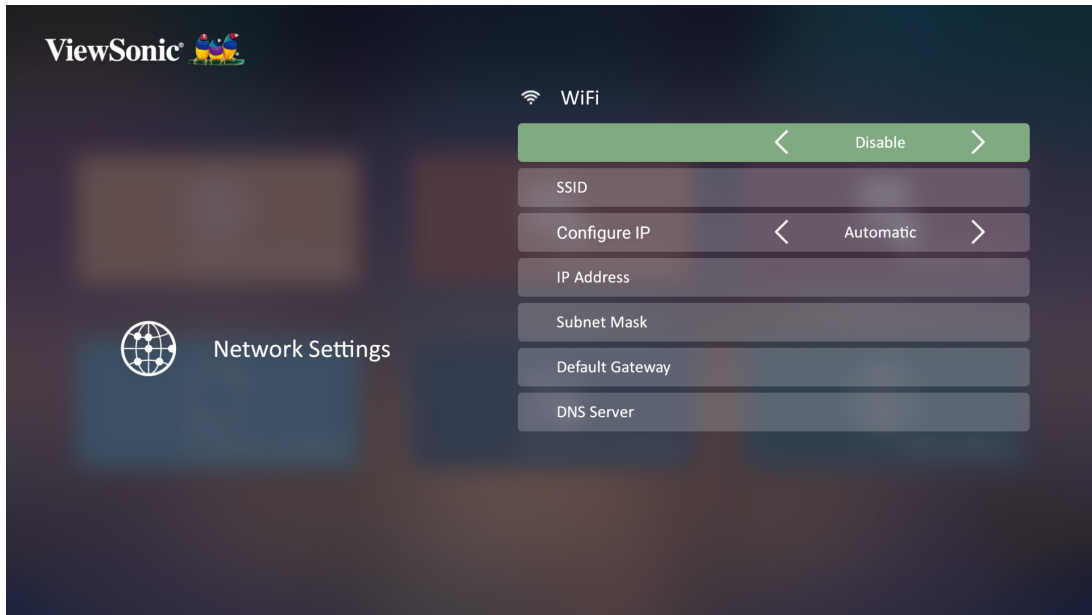 ViewSonic®
WiFi
Disable
SSID
Configure IP Automatic
IP Address
Subnet Mask
Network Settings
Default Gateway
DNS Server